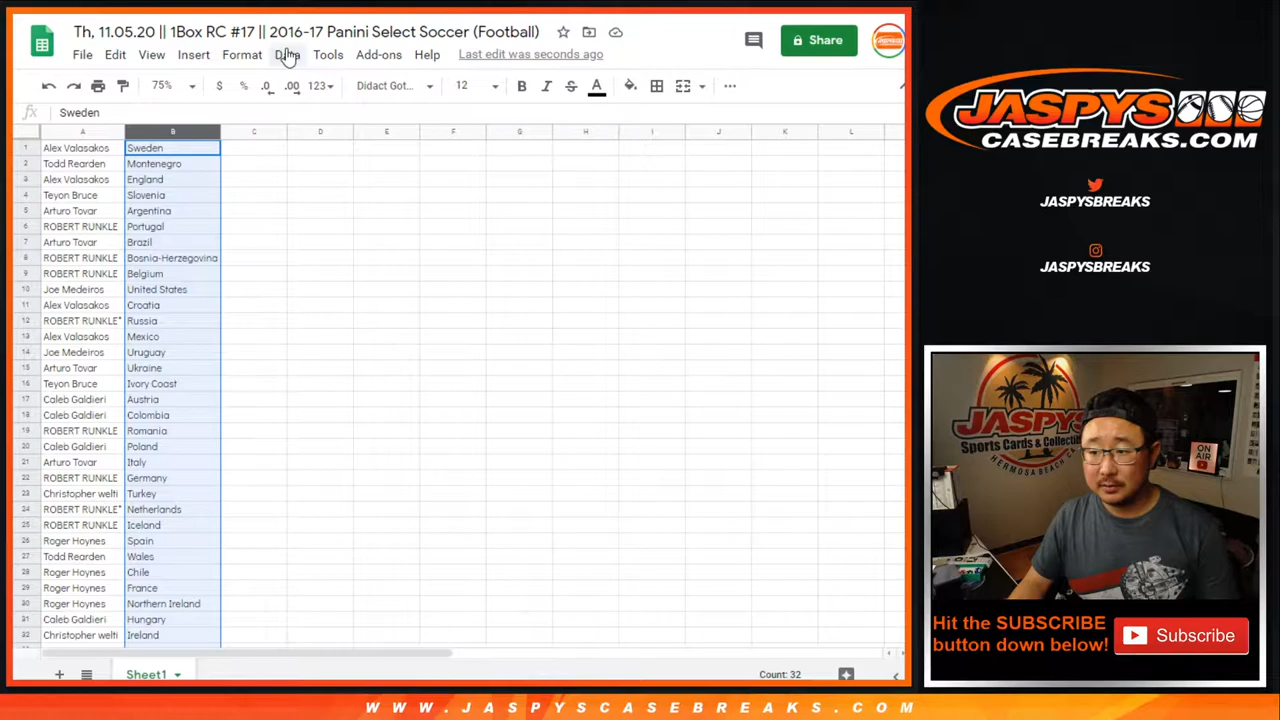 Th, 11.05.20 || 1Box RC #17 || 2016-17 Panini Select Soccer (Football)
File Edit View Insert Format Data Tools Add-ons Help Last edit was seconds ago
Share
75% $ % .0 .00 123 Didact Got... 12 B I S A
fx Sweden
A B C D E F G H I J K L
1 Alex Valasakos Sweden
2 Todd Rearden Montenegro
3 Alex Valasakos England
4 Teyon Bruce Slovenia
5 Arturo Tovar Argentina
6 ROBERT RUNKLE Portugal
7 Arturo Tovar Brazil
8 ROBERT RUNKLE Bosnia-Herzegovina
9 ROBERT RUNKLE Belgium
10 Joe Medeiros United States
11 Alex Valasakos Croatia
12 ROBERT RUNKLE* Russia
13 Alex Valasakos Mexico
14 Joe Medeiros Uruguay
15 Arturo Tovar Ukraine
16 Teyon Bruce Ivory Coast
17 Caleb Galdieri Austria
18 Caleb Galdieri Colombia
19 ROBERT RUNKLE Romania
20 Caleb Galdieri Poland
21 Arturo Tovar Italy
22 ROBERT RUNKLE Germany
23 Christopher welti Turkey
24 ROBERT RUNKLE* Netherlands
25 ROBERT RUNKLE Iceland
26 Roger Hoynes Spain
27 Todd Rearden Wales
28 Roger Hoynes Chile
29 Roger Hoynes France
30 Roger Hoynes Northern Ireland
31 Caleb Galdieri Hungary
32 Christopher welti Ireland
Sheet1
Count: 32
JASPYS
CASEBREAKS.COM
JASPYSBREAKS
JASPYSBREAKS
JASPYS
Sports Cards & Collectib
HERMOSA BEACH
ON
AIR
Hit the SUBSCRIBE
button down below!
Subscribe
WWW.JASPYSCASEBREAKS.COM